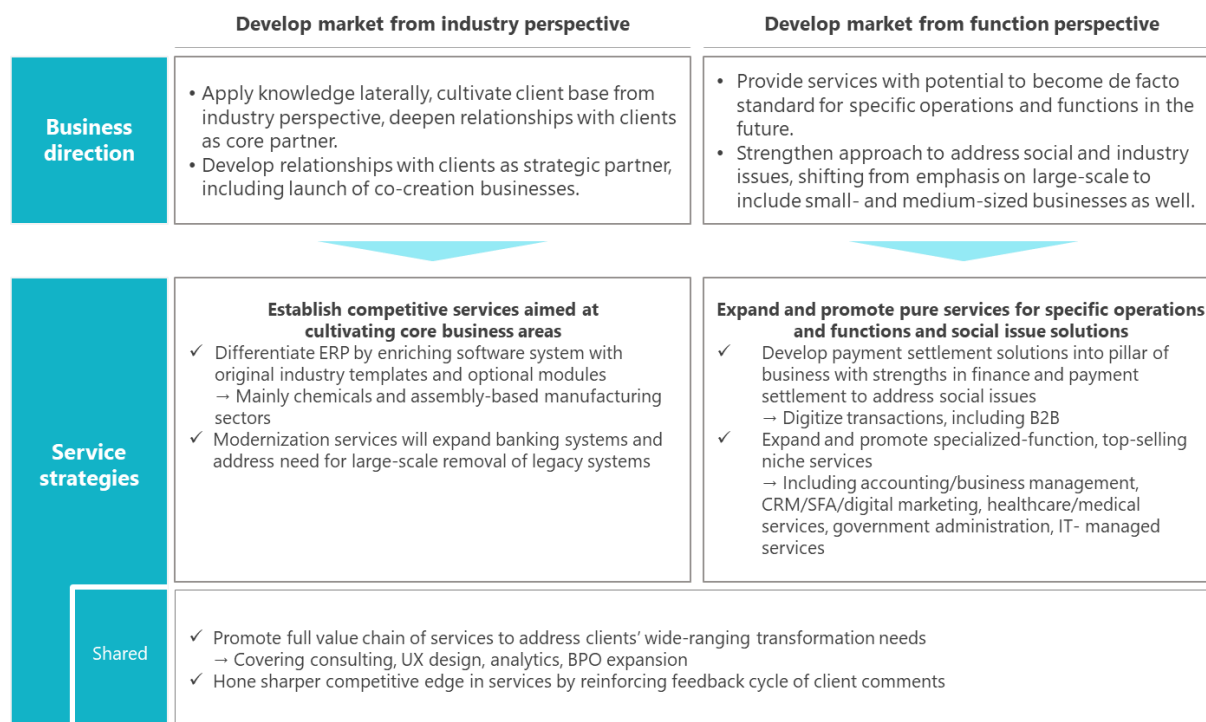 Develop market from industry perspective
Develop market from function perspective
Business
direction
• Apply knowledge laterally, cultivate client base from
industry perspective, deepen relationships with clients
as core partner.
• Develop relationships with clients as strategic partner,
including launch of co-creation businesses.
• Provide services with potential to become de facto
standard for specific operations and functions in the
future.
• Strengthen approach to address social and industry
issues, shifting from emphasis on large-scale to
include small- and medium-sized businesses as well.
Service
strategies
Establish competitive services aimed at
cultivating core business areas
✓ Differentiate ERP by enriching software system with
original industry templates and optional modules
→ Mainly chemicals and assembly-based manufacturing
sectors
✓ Modernization services will expand banking systems and
address need for large-scale removal of legacy systems
Expand and promote pure services for specific operations
and functions and social issue solutions
✓ Develop payment settlement solutions into pillar of
business with strengths in finance and payment
settlement to address social issues
→ Digitize transactions, including B2B
✓ Expand and promote specialized-function, top-selling
niche services
→ Including accounting/business management,
CRM/SFA/digital marketing, healthcare/medical
services, government administration, IT- managed
services
Shared
✓ Promote full value chain of services to address clients' wide-ranging transformation needs
→ Covering consulting, UX design, analytics, BPO expansion
✓ Hone sharper competitive edge in services by reinforcing feedback cycle of client comments